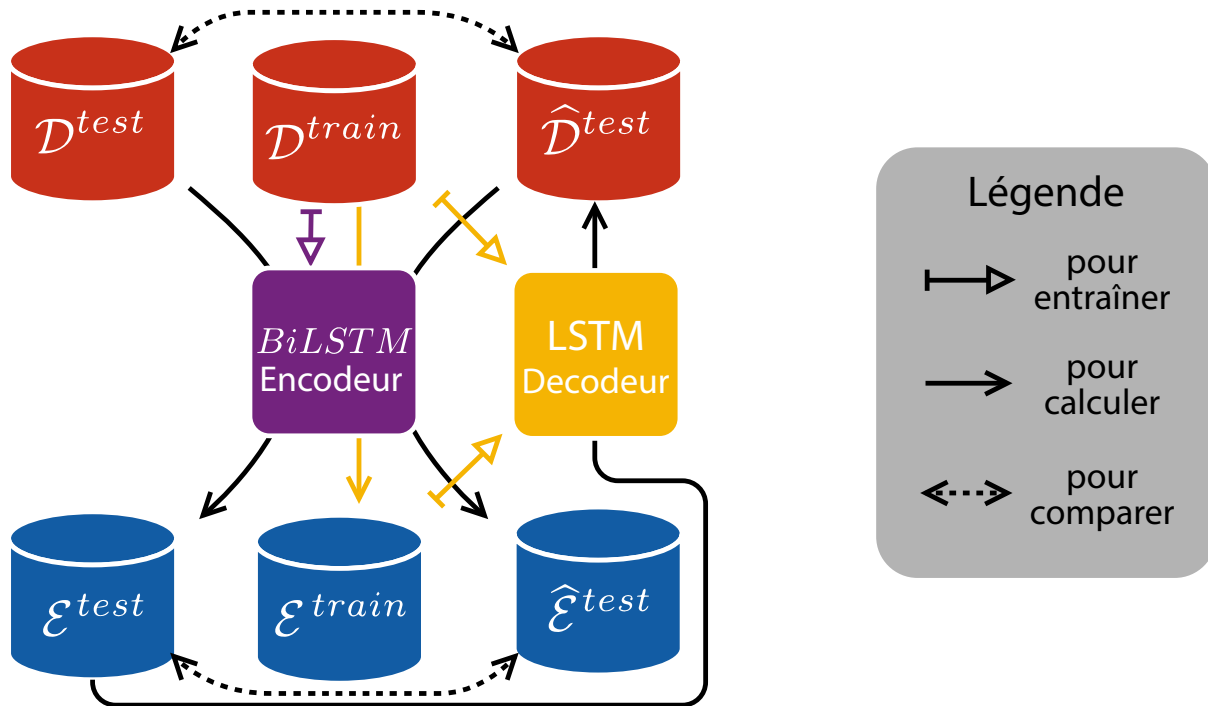 𝒟^test
𝒟^train
𝒟̂^test
BiLSTM
Encodeur
LSTM
Decodeur
ℰ^test
ℰ^train
ℰ̂^test
Légende
pour
entraîner
pour
calculer
pour
comparer